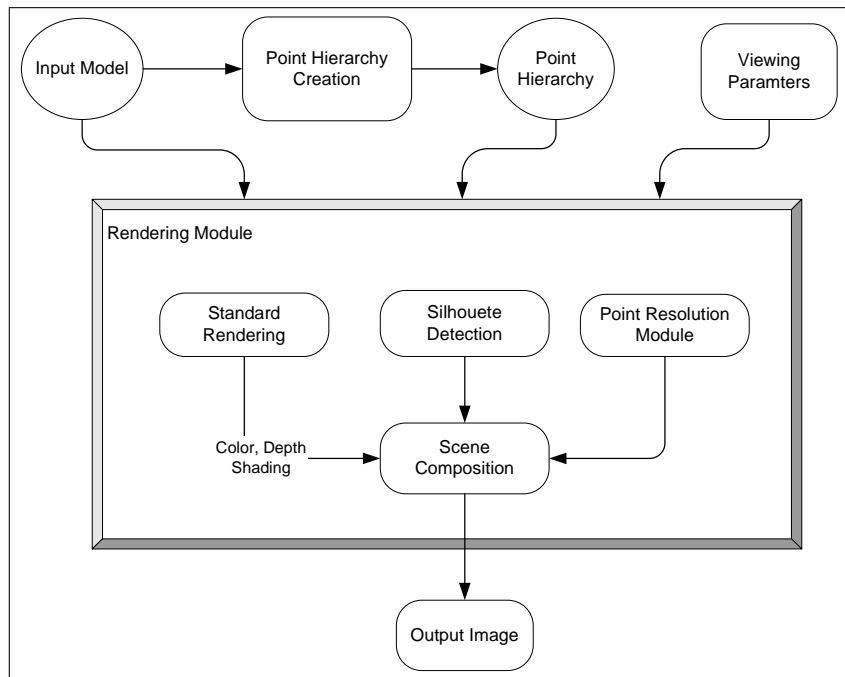 Input Model
Point Hierarchy
Creation
Point
Hierarchy
Viewing
Paramters
Rendering Module
Standard
Rendering
Silhouete
Detection
Point Resolution
Module
Color, Depth
Shading
Scene
Composition
Output Image